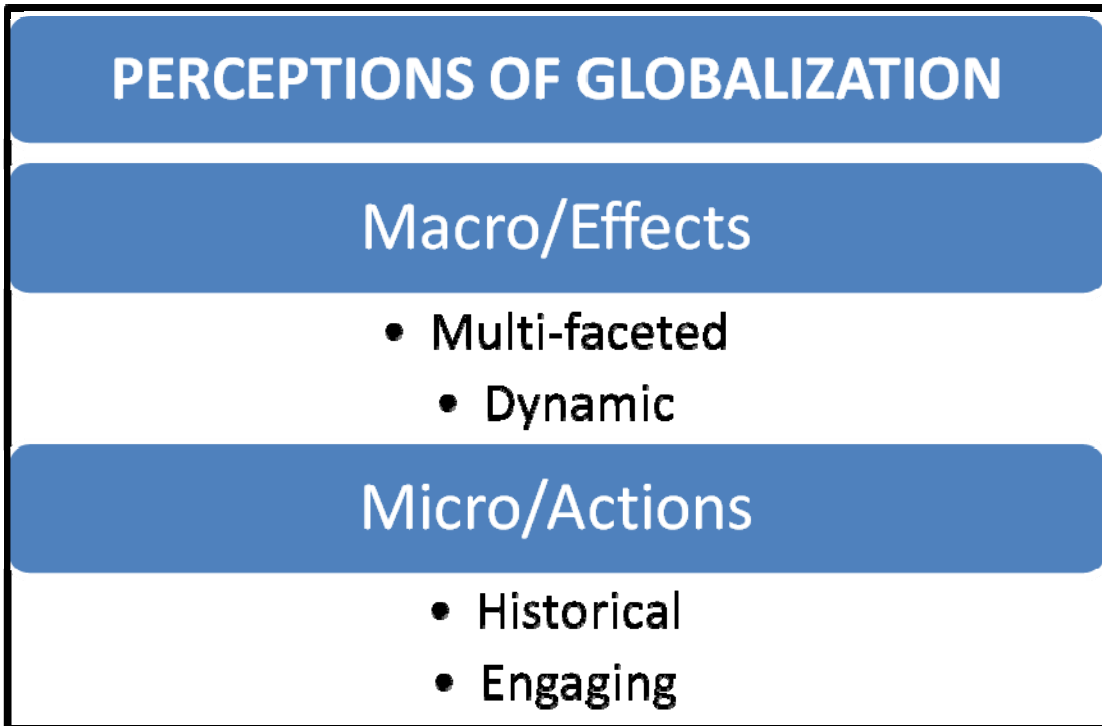 PERCEPTIONS OF GLOBALIZATION
Macro/Effects
• Multi-faceted
• Dynamic
Micro/Actions
• Historical
• Engaging